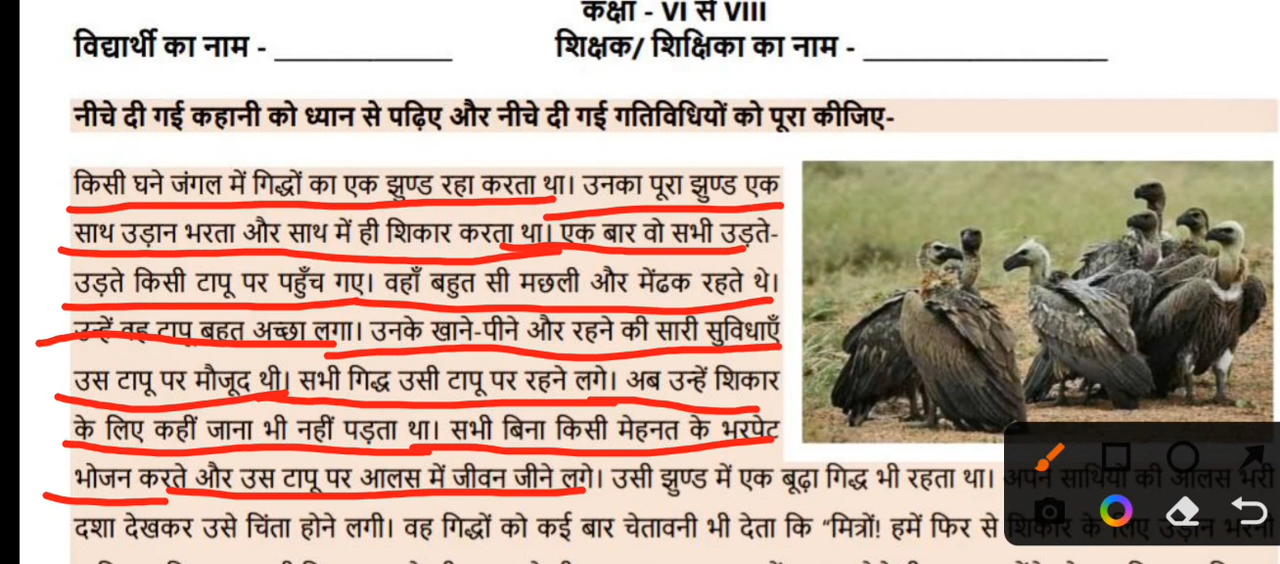 कक्षा - VI से VIII
विद्यार्थी का नाम - ____________ शिक्षक/ शिक्षिका का नाम - ____________________
नीचे दी गई कहानी को ध्यान से पढ़िए और नीचे दी गई गतिविधियों को पूरा कीजिए-
किसी घने जंगल में गिद्धों का एक झुण्ड रहा करता था। उनका पूरा झुण्ड एक
साथ उड़ान भरता और साथ में ही शिकार करता था। एक बार वो सभी उड़ते-
उड़ते किसी टापू पर पहुँच गए। वहाँ बहुत सी मछली और मेंढक रहते थे।
उन्हें वह टापू बहुत अच्छा लगा। उनके खाने-पीने और रहने की सारी सुविधाएँ
उस टापू पर मौजूद थी। सभी गिद्ध उसी टापू पर रहने लगे। अब उन्हें शिकार
के लिए कहीं जाना भी नहीं पड़ता था। सभी बिना किसी मेहनत के भरपेट
भोजन करते और उस टापू पर आलस में जीवन जीने लगे। उसी झुण्ड में एक बूढ़ा गिद्ध भी रहता था। अपने साथियों की आलस भरी
दशा देखकर उसे चिंता होने लगी। वह गिद्धों को कई बार चेतावनी भी देता कि “मित्रों! हमें फिर से शिकार के लिए उड़ान भरनी